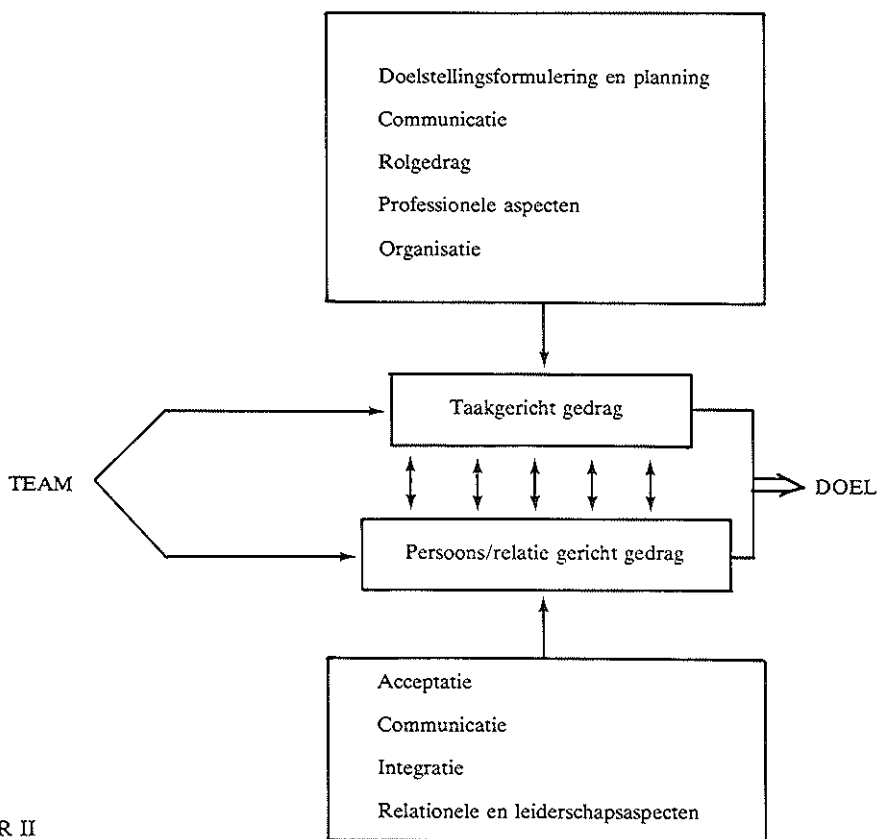 Doelstellingsformulering en planning
Communicatie
Rolgedrag
Professionele aspecten
Organisatie
Taakgericht gedrag
TEAM
DOEL
Persoons/relatie gericht gedrag
Acceptatie
Communicatie
Integratie
Relationele en leiderschapsaspecten
R II